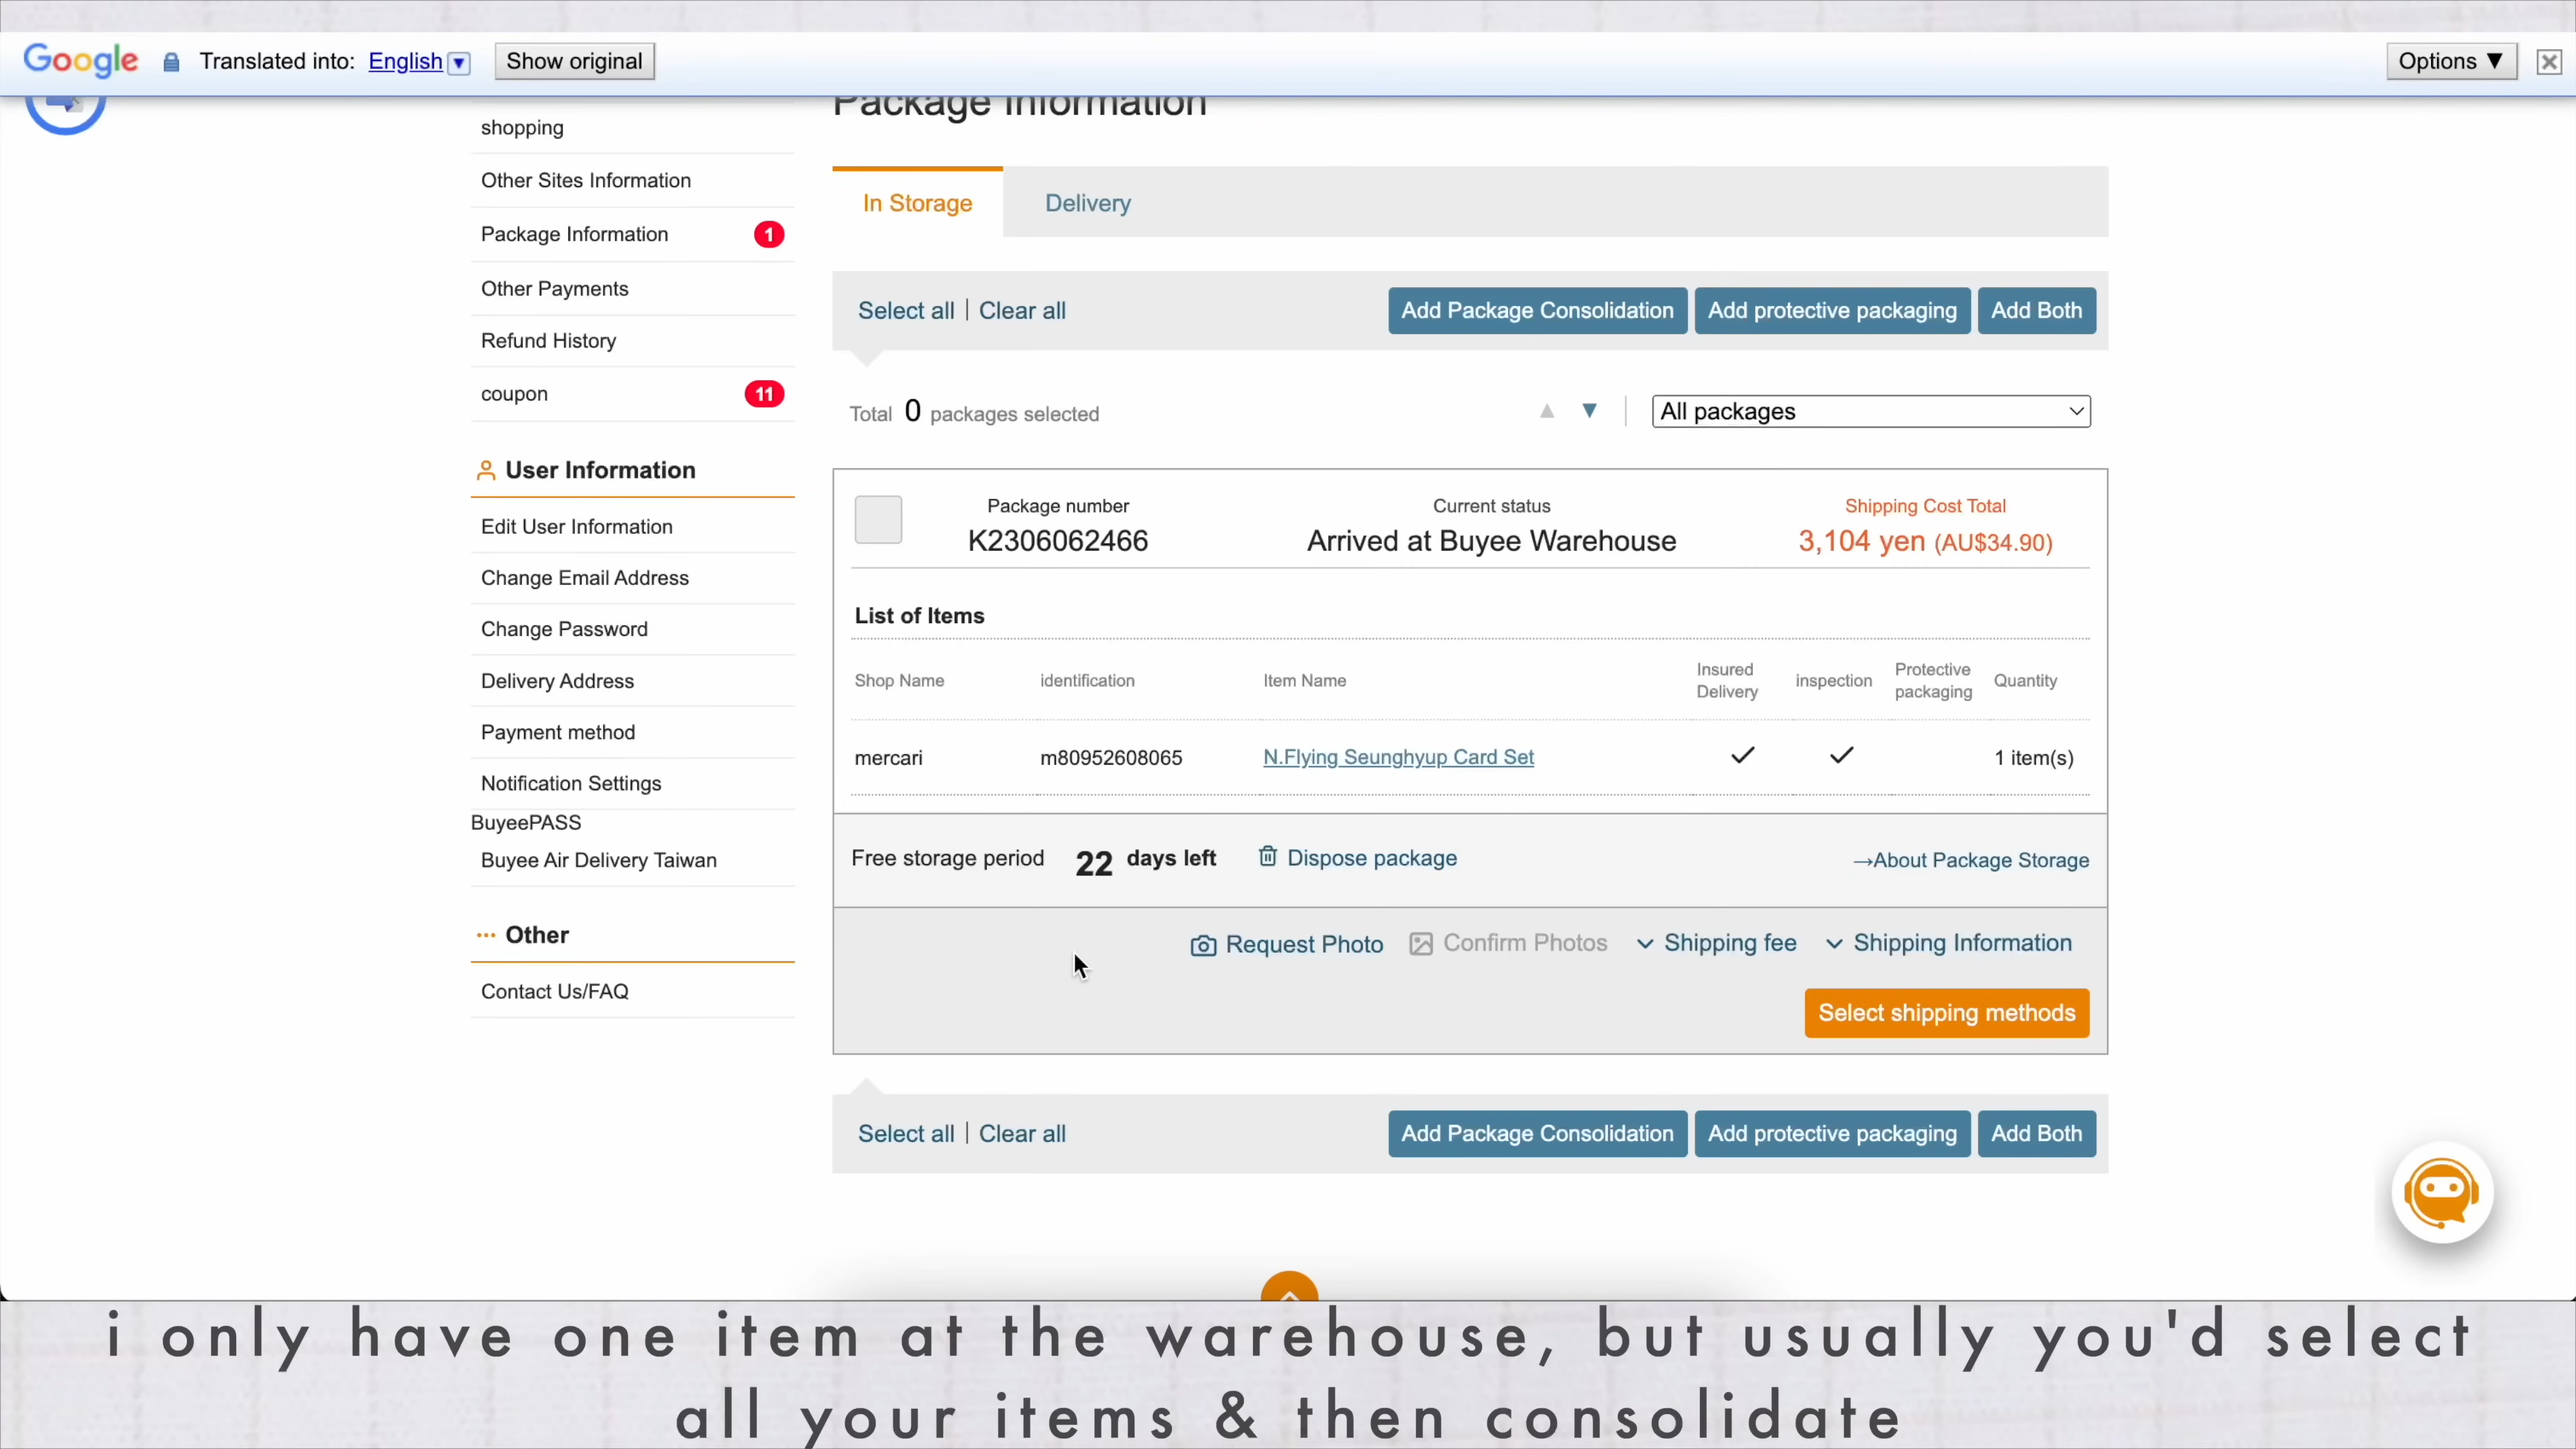 Google Translated into: English Show original Options ▼
Package Information
shopping
Other Sites Information
Package Information 1
Other Payments
Refund History
coupon 11
User Information
Edit User Information
Change Email Address
Change Password
Delivery Address
Payment method
Notification Settings
BuyeePASS
Buyee Air Delivery Taiwan
Other
Contact Us/FAQ
In Storage Delivery
Select all | Clear all Add Package Consolidation Add protective packaging Add Both
Total 0 packages selected All packages
Package number Current status Shipping Cost Total
K2306062466 Arrived at Buyee Warehouse 3,104 yen (AU$34.90)
List of Items
Shop Name identification Item Name Insured Delivery inspection Protective packaging Quantity
mercari m80952608065 N.Flying Seunghyup Card Set 1 item(s)
Free storage period 22 days left Dispose package →About Package Storage
Request Photo Confirm Photos Shipping fee Shipping Information
Select shipping methods
Select all | Clear all Add Package Consolidation Add protective packaging Add Both
i only have one item at the warehouse, but usually you'd select
all your items & then consolidate